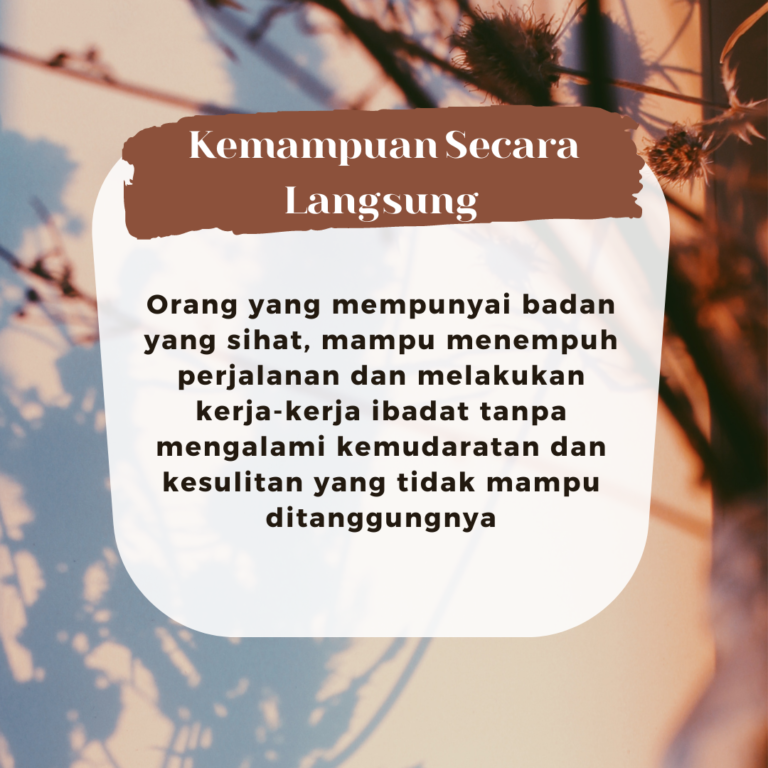 Kemampuan Secara
Langsung
Orang yang mempunyai badan
yang sihat, mampu menempuh
perjalanan dan melakukan
kerja-kerja ibadat tanpa
mengalami kemudaratan dan
kesulitan yang tidak mampu
ditanggungnya